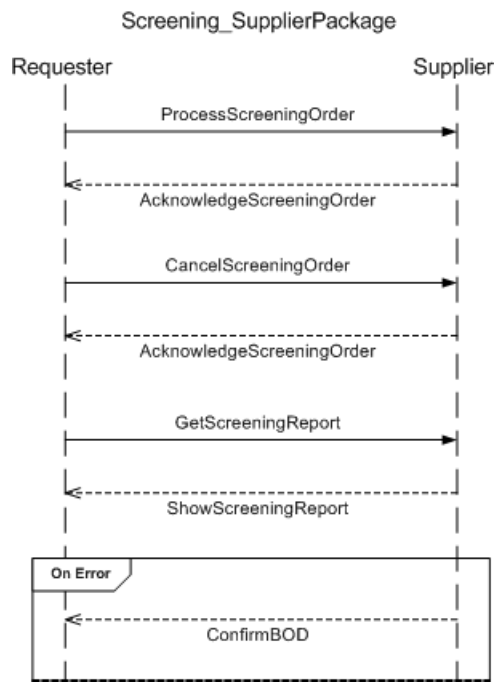 Screening_SupplierPackage
Requester
Supplier
ProcessScreeningOrder
AcknowledgeScreeningOrder
CancelScreeningOrder
AcknowledgeScreeningOrder
GetScreeningReport
ShowScreeningReport
On Error
ConfirmBOD